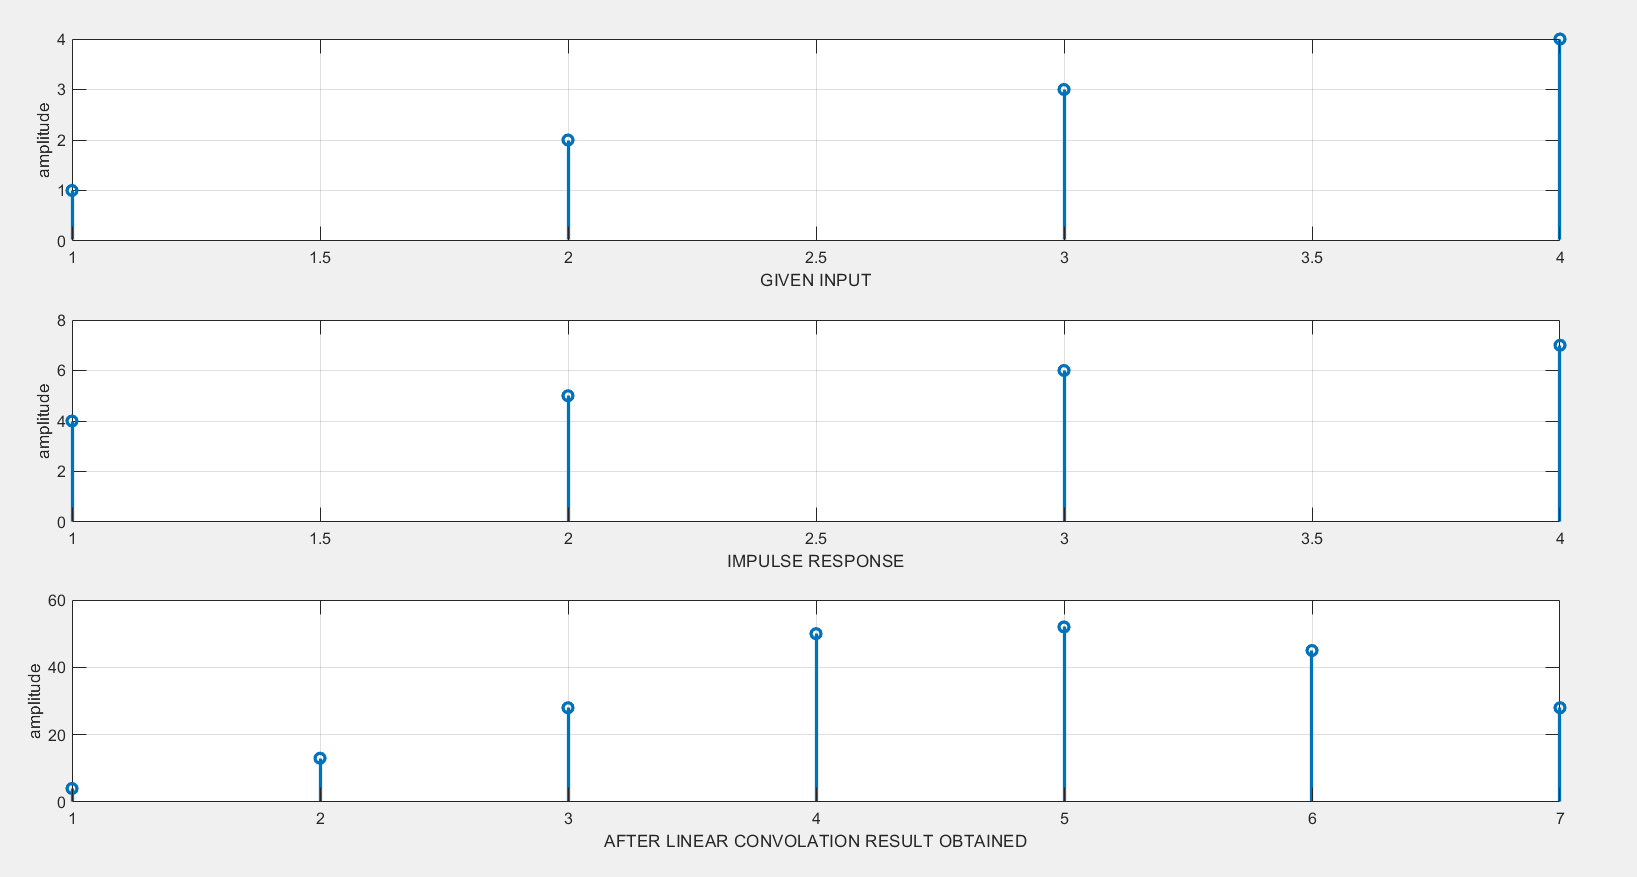 4
3
2
1
0
amplitude
1 1.5 2 2.5 3 3.5 4
GIVEN INPUT
8
6
4
2
0
amplitude
1 1.5 2 2.5 3 3.5 4
IMPULSE RESPONSE
60
40
20
0
amplitude
1 2 3 4 5 6 7
AFTER LINEAR CONVOLATION RESULT OBTAINED